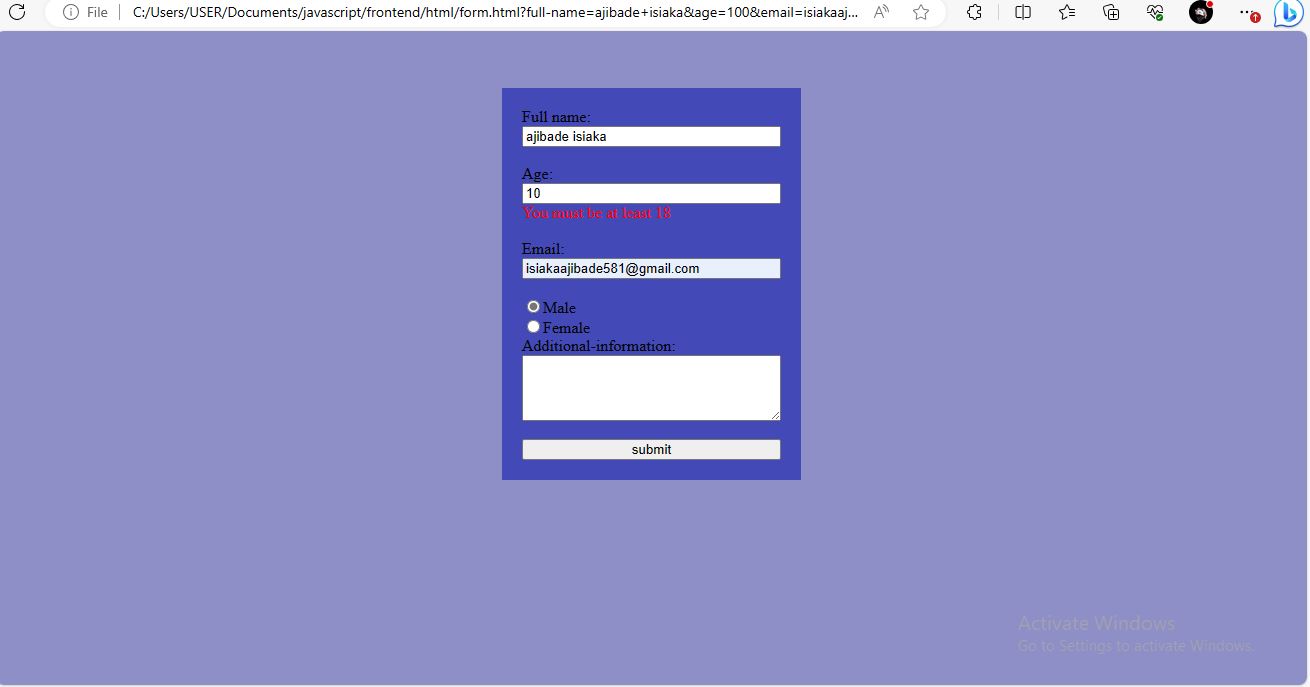 File
C:/Users/USER/Documents/javascript/frontend/html/form.html?full-name=ajibade+isiaka&age=100&email=isiakaaj...
Full name:
ajibade isiaka
Age:
10
You must be at least 18
Email:
isiakaajibade581@gmail.com
Male
Female
Additional-information:
submit
Activate Windows
Go to Settings to activate Windows.